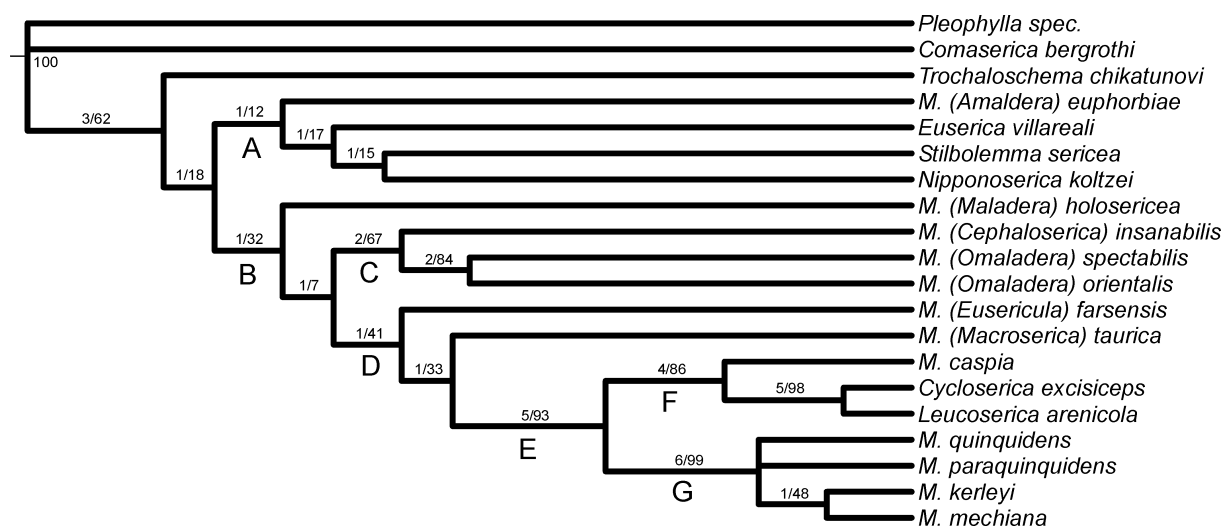 Pleophylla spec.
Comaserica bergrothi
100
Trochaloschema chikatunovi
3/62
1/12
M. (Amaldera) euphorbiae
A
1/17
Euserica villareali
1/15
Stilbolemma sericea
1/18
Nipponoserica koltzei
M. (Maladera) holosericea
1/32
B
2/67
M. (Cephaloserica) insanabilis
C
2/84
M. (Omaladera) spectabilis
1/7
M. (Omaladera) orientalis
M. (Eusericula) farsensis
1/41
D
M. (Macroserica) taurica
1/33
4/86
M. caspia
F
5/98
Cycloserica excisiceps
5/93
Leucoserica arenicola
E
M. quinquidens
6/99
M. paraquinquidens
G
1/48
M. kerleyi
M. mechiana